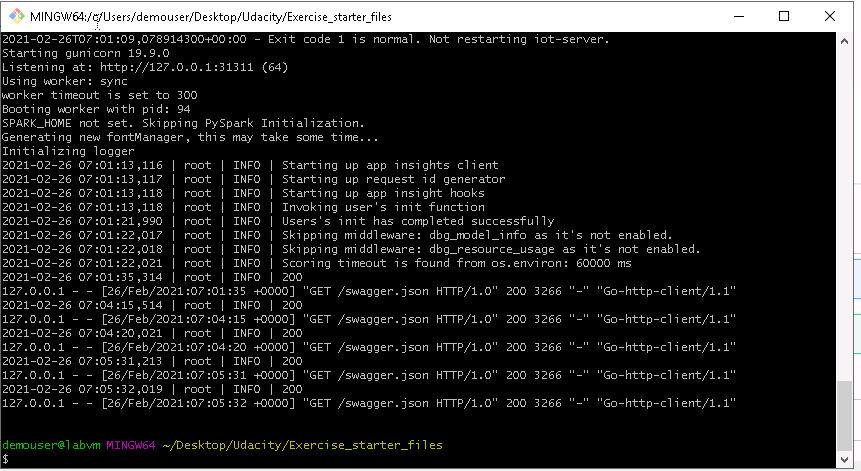 MINGW64:/c/Users/demouser/Desktop/Udacity/Exercise_starter_files
2021-02-26T07:01:09,078914300+00:00 - Exit code 1 is normal. Not restarting iot-server.
Starting gunicorn 19.9.0
Listening at: http://127.0.0.1:31311 (64)
Using worker: sync
worker timeout is set to 300
Booting worker with pid: 94
SPARK_HOME not set. Skipping PySpark Initialization.
Generating new fontManager, this may take some time...
Initializing logger
2021-02-26 07:01:13,116 | root | INFO | Starting up app insights client
2021-02-26 07:01:13,117 | root | INFO | Starting up request id generator
2021-02-26 07:01:13,118 | root | INFO | Starting up app insight hooks
2021-02-26 07:01:13,118 | root | INFO | Invoking user's init function
2021-02-26 07:01:21,990 | root | INFO | Users's init has completed successfully
2021-02-26 07:01:22,017 | root | INFO | Skipping middleware: dbg_model_info as it's not enabled.
2021-02-26 07:01:22,018 | root | INFO | Skipping middleware: dbg_resource_usage as it's not enabled.
2021-02-26 07:01:22,021 | root | INFO | Scoring timeout is found from os.environ: 60000 ms
2021-02-26 07:01:35,314 | root | INFO | 200
127.0.0.1 - - [26/Feb/2021:07:01:35 +0000] "GET /swagger.json HTTP/1.0" 200 3266 "-" "Go-http-client/1.1"
2021-02-26 07:04:15,514 | root | INFO | 200
127.0.0.1 - - [26/Feb/2021:07:04:15 +0000] "GET /swagger.json HTTP/1.0" 200 3266 "-" "Go-http-client/1.1"
2021-02-26 07:04:20,021 | root | INFO | 200
127.0.0.1 - - [26/Feb/2021:07:04:20 +0000] "GET /swagger.json HTTP/1.0" 200 3266 "-" "Go-http-client/1.1"
2021-02-26 07:05:31,213 | root | INFO | 200
127.0.0.1 - - [26/Feb/2021:07:05:31 +0000] "GET /swagger.json HTTP/1.0" 200 3266 "-" "Go-http-client/1.1"
2021-02-26 07:05:32,019 | root | INFO | 200
127.0.0.1 - - [26/Feb/2021:07:05:32 +0000] "GET /swagger.json HTTP/1.0" 200 3266 "-" "Go-http-client/1.1"
demouser@labvm MINGW64 ~/Desktop/Udacity/Exercise_starter_files
$